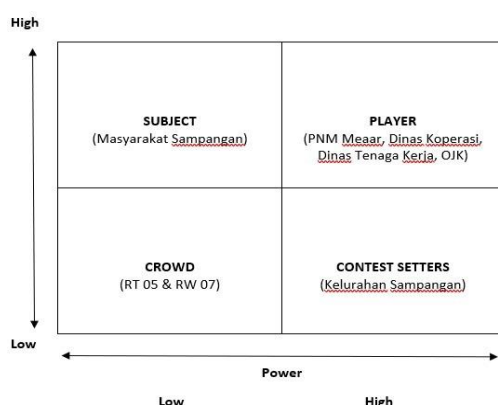 High
SUBJECT
(Masyarakat Sampangan)
PLAYER
(PNM Meaar, Dinas Koperasi,
Dinas Tenaga Kerja, OJK)
CROWD
(RT 05 & RW 07)
CONTEST SETTERS
(Kelurahan Sampangan)
Low
Power
Low
High